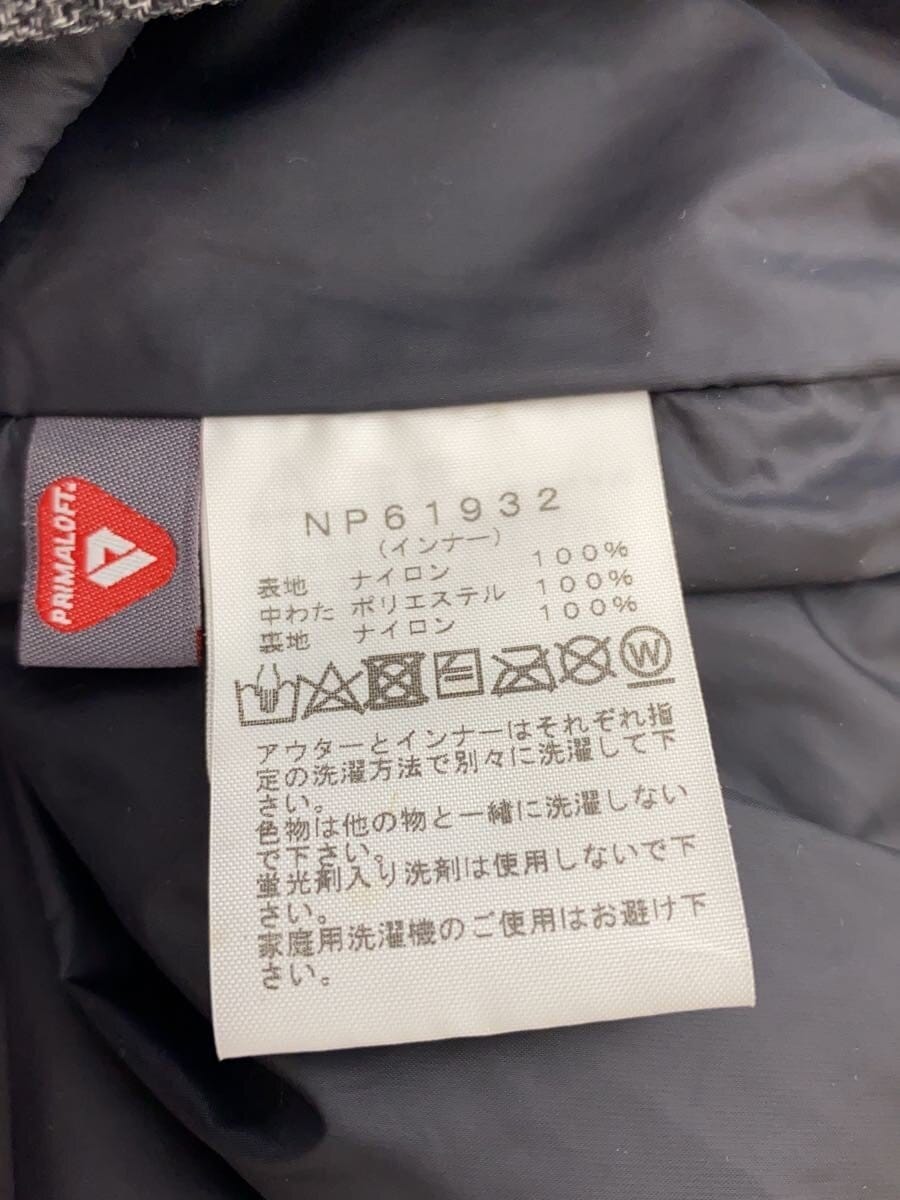 PRIMALOFT
NP61932
(インナー)
表地 ナイロン 100%
中わた ポリエステル 100%
裏地 ナイロン 100%
W
アウターとインナーはそれぞれ指
定の洗濯方法で別々に洗濯して下
さい。
色物は他の物と一緒に洗濯しない
で下さい。
蛍光剤入り洗剤は使用しないで下
さい。
家庭用洗濯機のご使用はお避け下
さい。